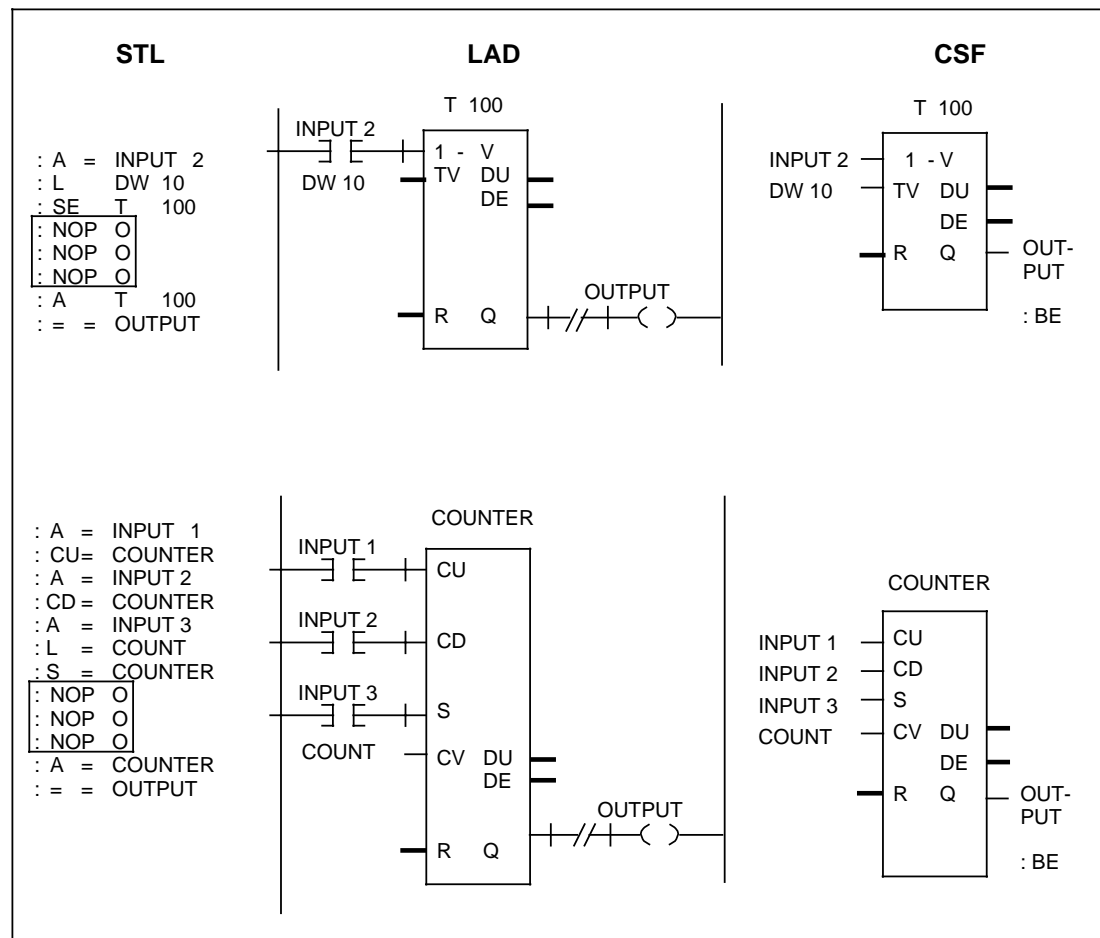 STL LAD CSF
: A = INPUT 2
: L DW 10
: SE T 100
: NOP O
: NOP O
: NOP O
: A T 100
: = = OUTPUT
T 100
INPUT 2
DW 10
1 - V
TV DU
DE
R Q
OUTPUT
T 100
INPUT 2 1 - V
DW 10 TV DU
DE
R Q OUT-
PUT
: BE
: A = INPUT 1
: CU= COUNTER
: A = INPUT 2
: CD= COUNTER
: A = INPUT 3
: L = COUNT
: S = COUNTER
: NOP O
: NOP O
: NOP O
: A = COUNTER
: = = OUTPUT
COUNTER
INPUT 1
CU
INPUT 2
CD
INPUT 3
S
COUNT CV DU
DE
OUTPUT
R Q
COUNTER
INPUT 1 CU
INPUT 2 CD
INPUT 3 S
COUNT CV DU
DE
R Q OUT-
PUT
: BE